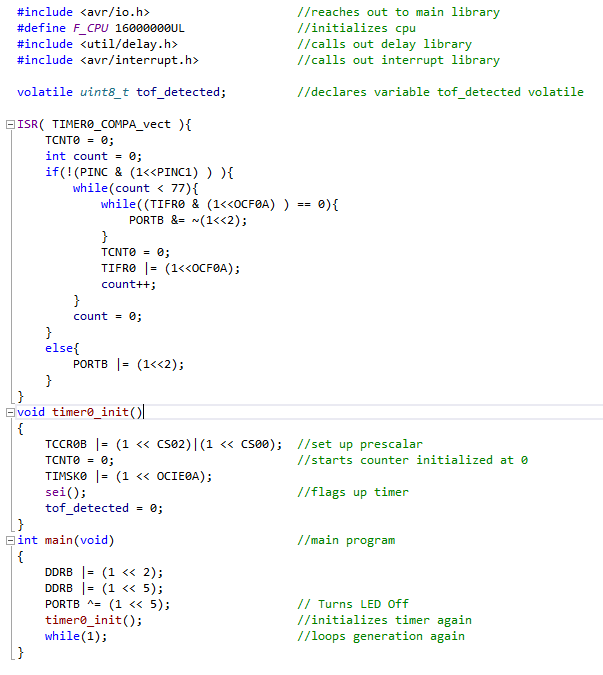 #include <avr/io.h> //reaches out to main library
#define F_CPU 16000000UL //initializes cpu
#include <util/delay.h> //calls out delay library
#include <avr/interrupt.h> //calls out interrupt library
volatile uint8_t tof_detected; //declares variable tof_detected volatile
ISR( TIMER0_COMPA_vect ){
TCNT0 = 0;
int count = 0;
if(!(PINC & (1<<PINC1) ) ){
while(count < 77){
while((TIFR0 & (1<<OCF0A) ) == 0){
PORTB &= ~(1<<2);
}
TCNT0 = 0;
TIFR0 |= (1<<OCF0A);
count++;
}
count = 0;
}
else{
PORTB |= (1<<2);
}
}
void timer0_init()
{
TCCR0B |= (1 << CS02)|(1 << CS00); //set up prescalar
TCNT0 = 0; //starts counter initialized at 0
TIMSK0 |= (1 << OCIE0A);
sei(); //flags up timer
tof_detected = 0;
}
int main(void) //main program
{
DDRB |= (1 << 2);
DDRB |= (1 << 5);
PORTB ^= (1 << 5); // Turns LED Off
timer0_init(); //initializes timer again
while(1); //loops generation again
}